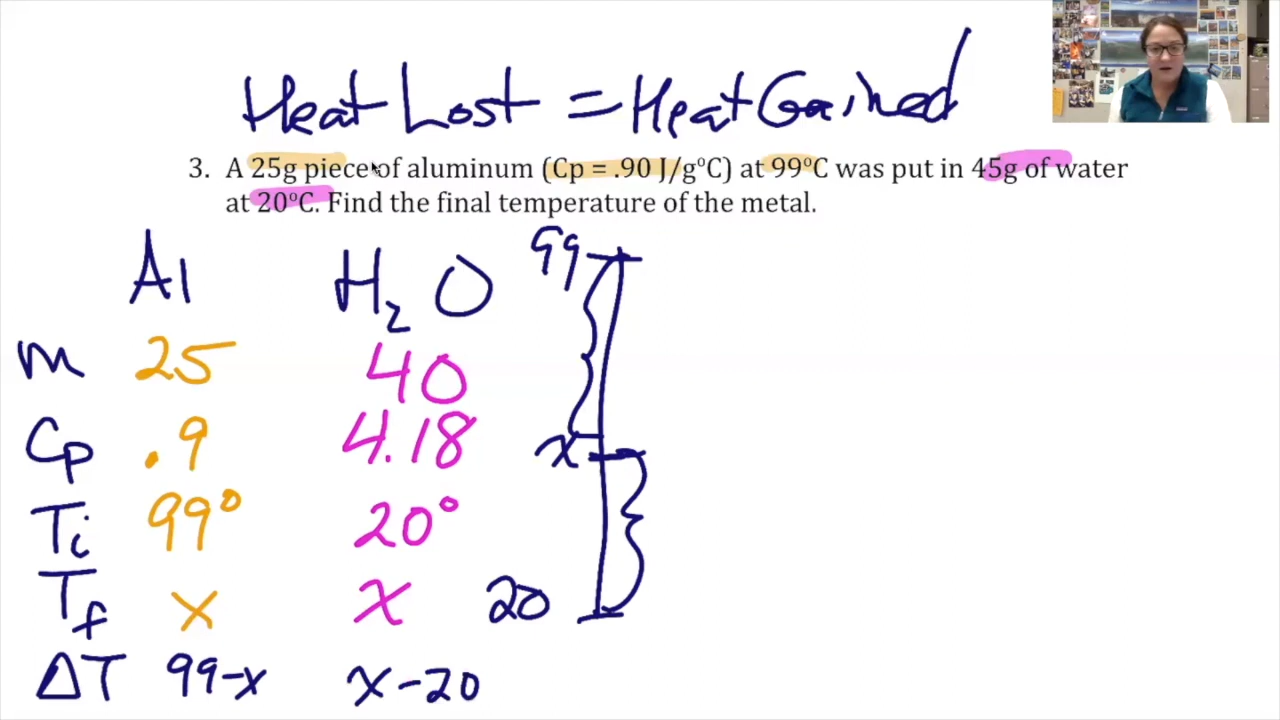 Heat Lost = Heat Gained
3. A 25g piece of aluminum (Cp = .90 J/g°C) at 99°C was put in 45g of water
at 20°C. Find the final temperature of the metal.
Al H₂O 99
m 25 40
Cp .9 4.18 x
Ti 99° 20°
Tf x x 20
ΔT 99-x x-20